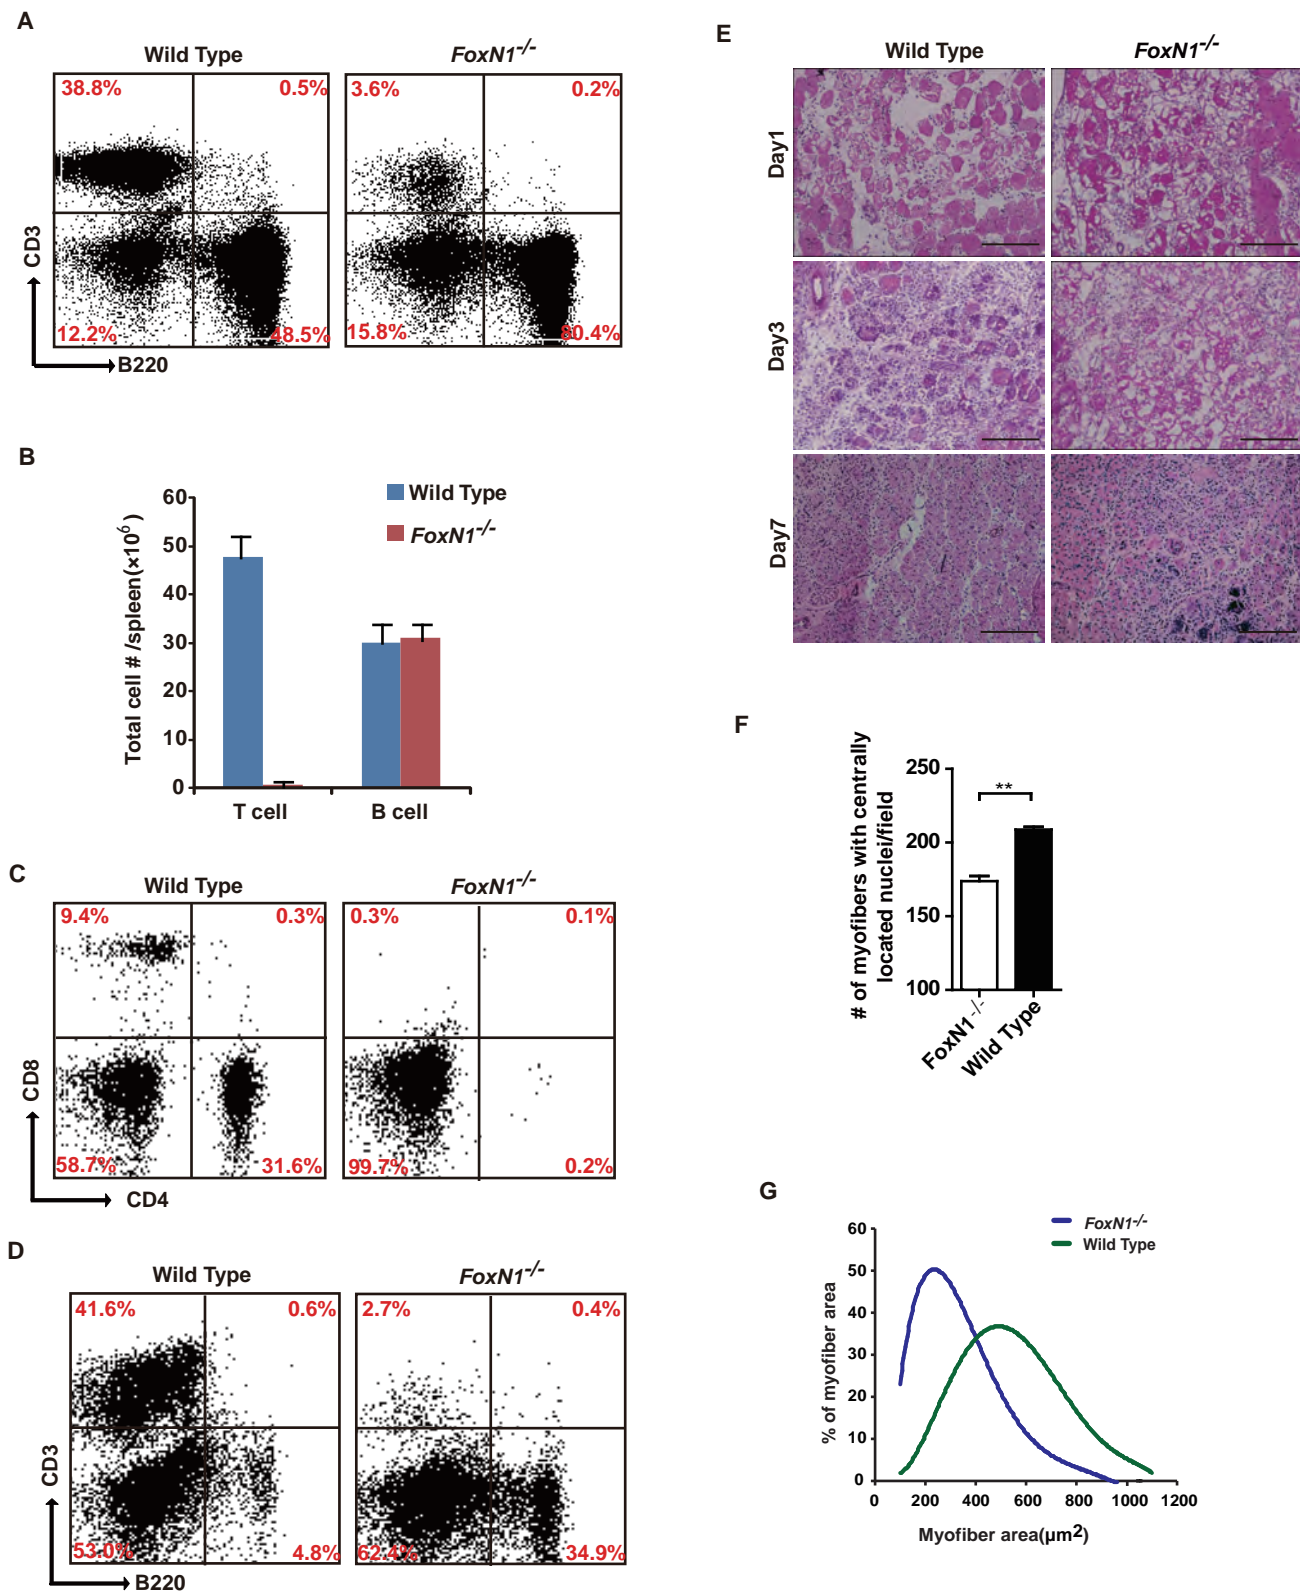 A
Wild Type
FoxN1-/-
38.8%
0.5%
3.6%
0.2%
12.2%
48.5%
15.8%
80.4%
CD3
B220
B
Total cell # /spleen(×10⁶)
60
50
40
30
20
10
0
Wild Type
FoxN1-/-
T cell
B cell
C
Wild Type
FoxN1-/-
9.4%
0.3%
0.3%
0.1%
58.7%
31.6%
99.7%
0.2%
CD8
CD4
D
Wild Type
FoxN1-/-
41.6%
0.6%
2.7%
0.4%
53.0%
4.8%
62.4%
34.9%
CD3
B220
E
Wild Type
FoxN1-/-
Day1
Day3
Day7
F
# of myofibers with centrally
located nuclei/field
250
200
150
100
**
FoxN1-/-
Wild Type
G
FoxN1-/-
Wild Type
% of myofiber area
60
50
40
30
20
10
0
0
200
400
600
800
1000
1200
Myofiber area(µm²)